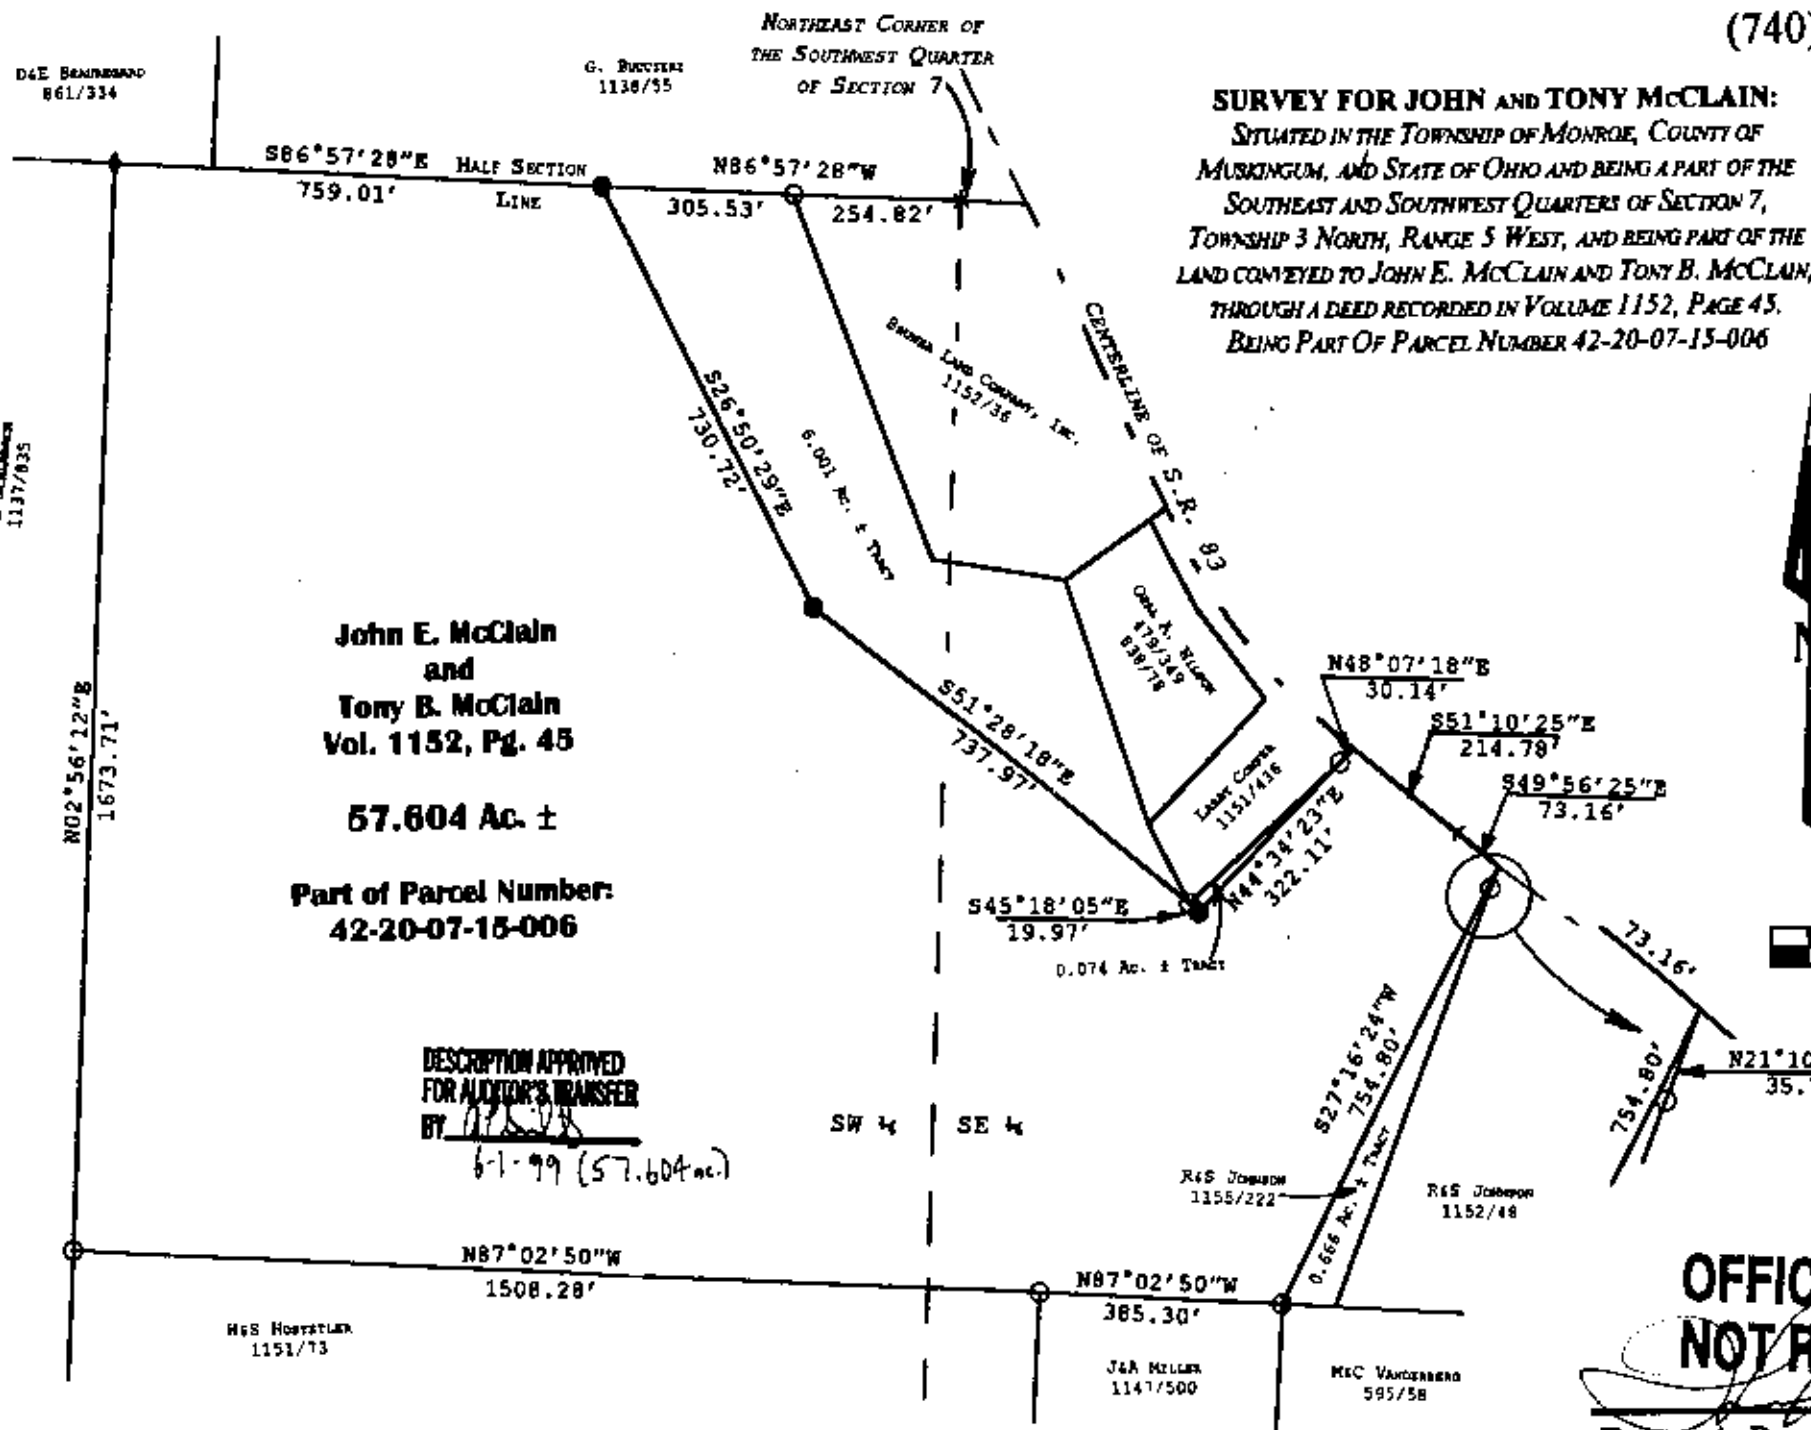 (740)
NORTHEAST CORNER OF
THE SOUTHWEST QUARTER
OF SECTION 7
D&E
861/334
G.
1138/55
SURVEY FOR JOHN AND TONY McCLAIN:
SITUATED IN THE TOWNSHIP OF MONROE, COUNTY OF
MUSKINGUM, AND STATE OF OHIO AND BEING A PART OF THE
SOUTHEAST AND SOUTHWEST QUARTERS OF SECTION 7,
TOWNSHIP 3 NORTH, RANGE 5 WEST, AND BEING PART OF THE
LAND CONVEYED TO JOHN E. McCLAIN AND TONY B. McCLAIN,
THROUGH A DEED RECORDED IN VOLUME 1152, PAGE 45.
BEING PART OF PARCEL NUMBER 42-20-07-15-006
S86°57'28"E
759.01'
HALF SECTION
LINE
N86°57'28"W
305.53'
254.82'
LAND COMPANY, INC.
1152/36
CENTERLINE OF S.R. 83
1137/835
S26°50'29"E
730.72'
6.001 AC. ± TRACT
John E. McClain
and
Tony B. McClain
Vol. 1152, Pg. 45
57.604 Ac. ±
Part of Parcel Number:
42-20-07-15-006
N02°56'12"E
1673.71'
A. WILSON
479/349
838/78
S51°28'18"E
737.97'
LARRY
1151/436
N48°07'18"E
30.14'
S51°10'25"E
214.78'
S49°56'25"E
73.16'
N44°34'23"E
322.11'
S45°18'05"E
19.97'
0.074 AC. ± TRACT
73.16'
754.80'
N21°10
35.
S27°16'24"W
754.80'
DESCRIPTION APPROVED
FOR AUDITOR'S TRANSFER
BY
6-1-99 (57.604 ac.)
SW ¼
SE ¼
R&S JOHNSON
1155/222
0.666 AC. ± TRACT
R&S JOHNSON
1152/48
N87°02'50"W
1508.28'
N87°02'50"W
385.30'
H&S HOSTETLER
1151/73
J&A MILLER
1147/500
M&C VANDENBERG
595/58
OFFIC
NOT R